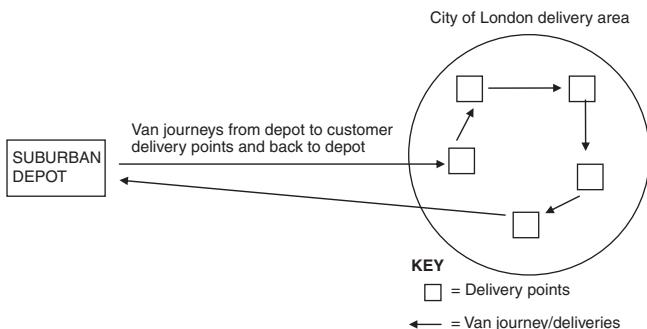 City of London delivery area
Van journeys from depot to customer
delivery points and back to depot
SUBURBAN
DEPOT
KEY
= Delivery points
= Van journey/deliveries